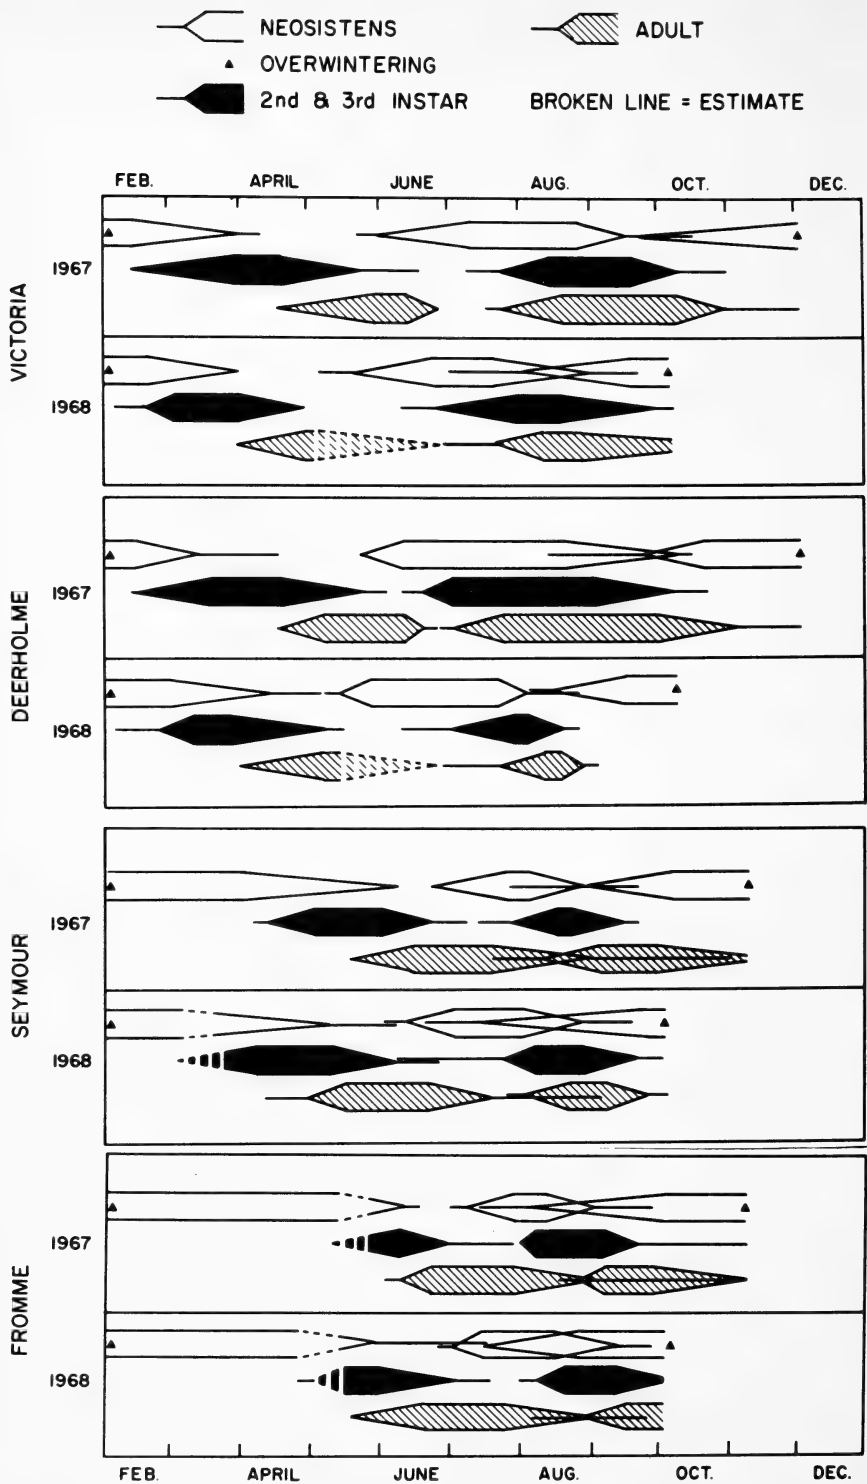 NEOSISTENS ADULT
▲ OVERWINTERING
2nd & 3rd INSTAR BROKEN LINE = ESTIMATE
FEB. APRIL JUNE AUG. OCT. DEC.
VICTORIA
1967
1968
DEERHOLME
1967
1968
SEYMOUR
1967
1968
FROMME
1967
1968
FEB. APRIL JUNE AUG. OCT. DEC.